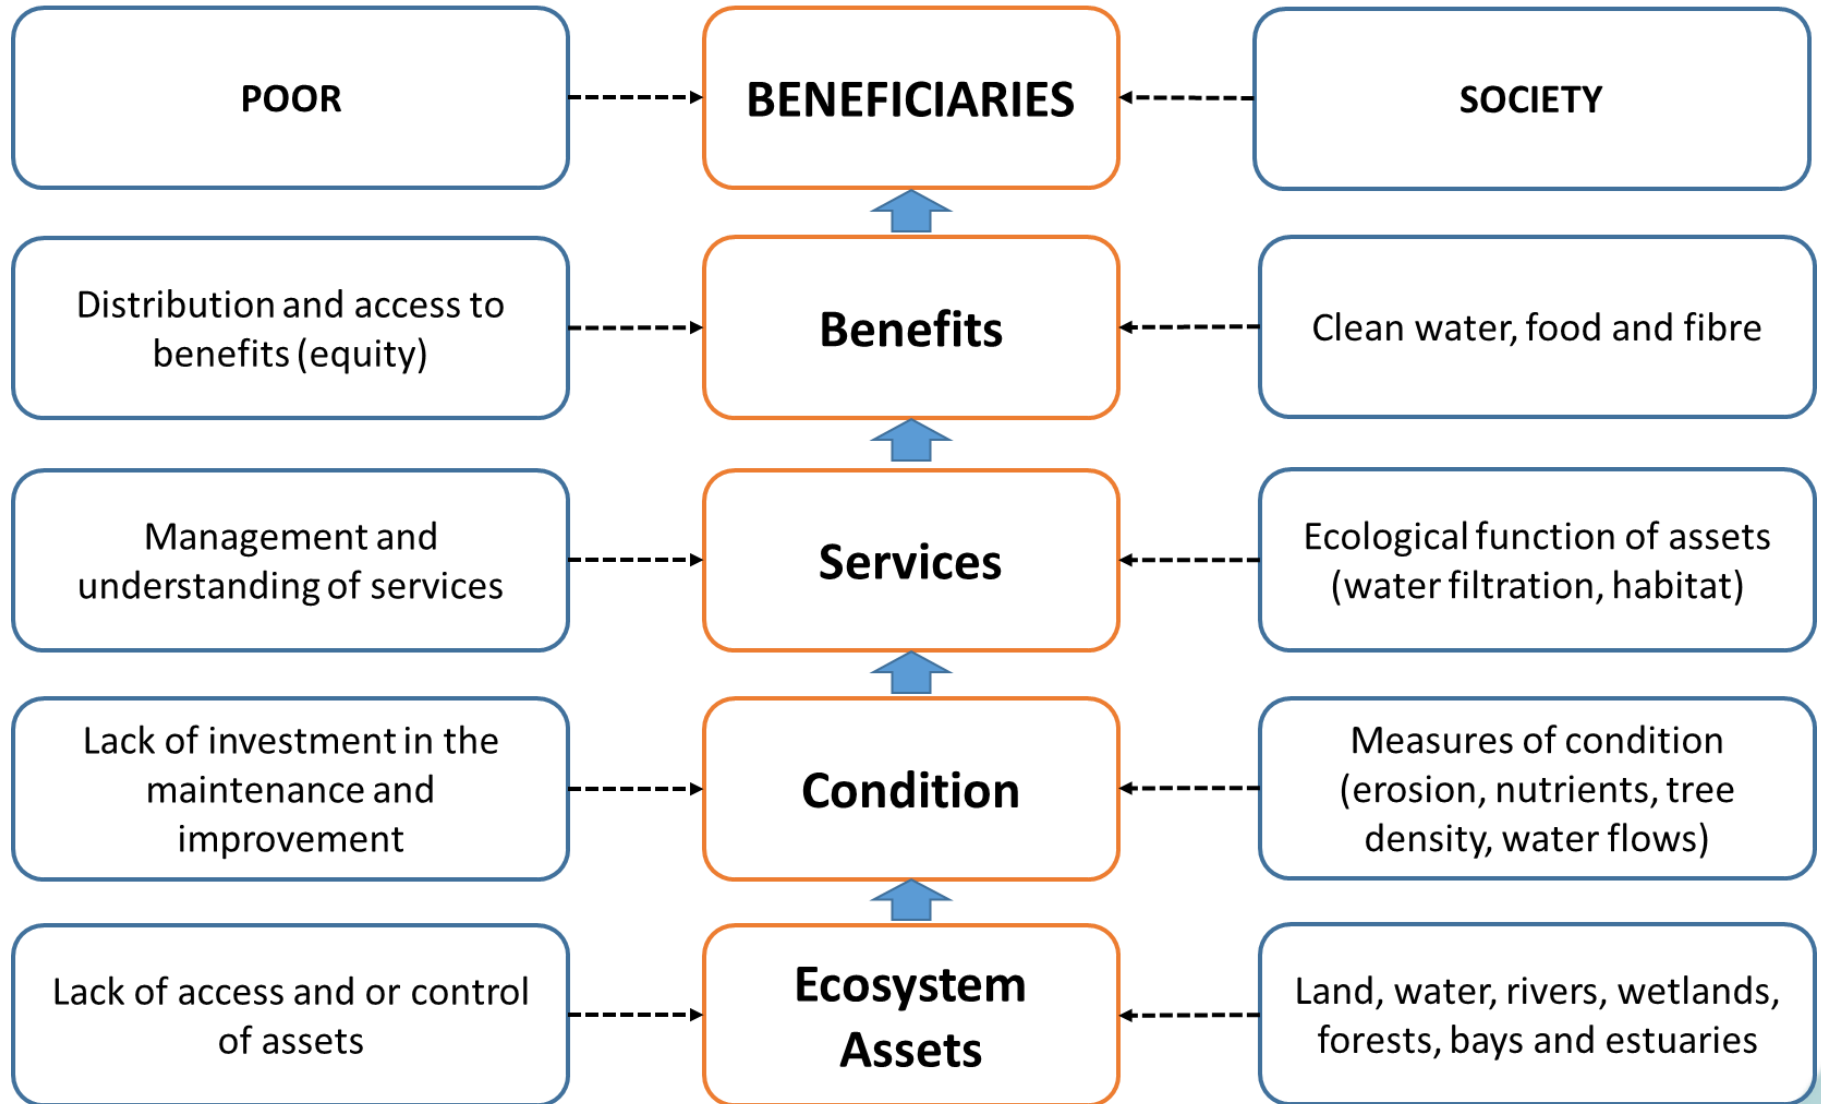 POOR
BENEFICIARIES
SOCIETY
Distribution and access to
benefits (equity)
Benefits
Clean water, food and fibre
Management and
understanding of services
Services
Ecological function of assets
(water filtration, habitat)
Lack of investment in the
maintenance and
improvement
Condition
Measures of condition
(erosion, nutrients, tree
density, water flows)
Lack of access and or control
of assets
Ecosystem
Assets
Land, water, rivers, wetlands,
forests, bays and estuaries